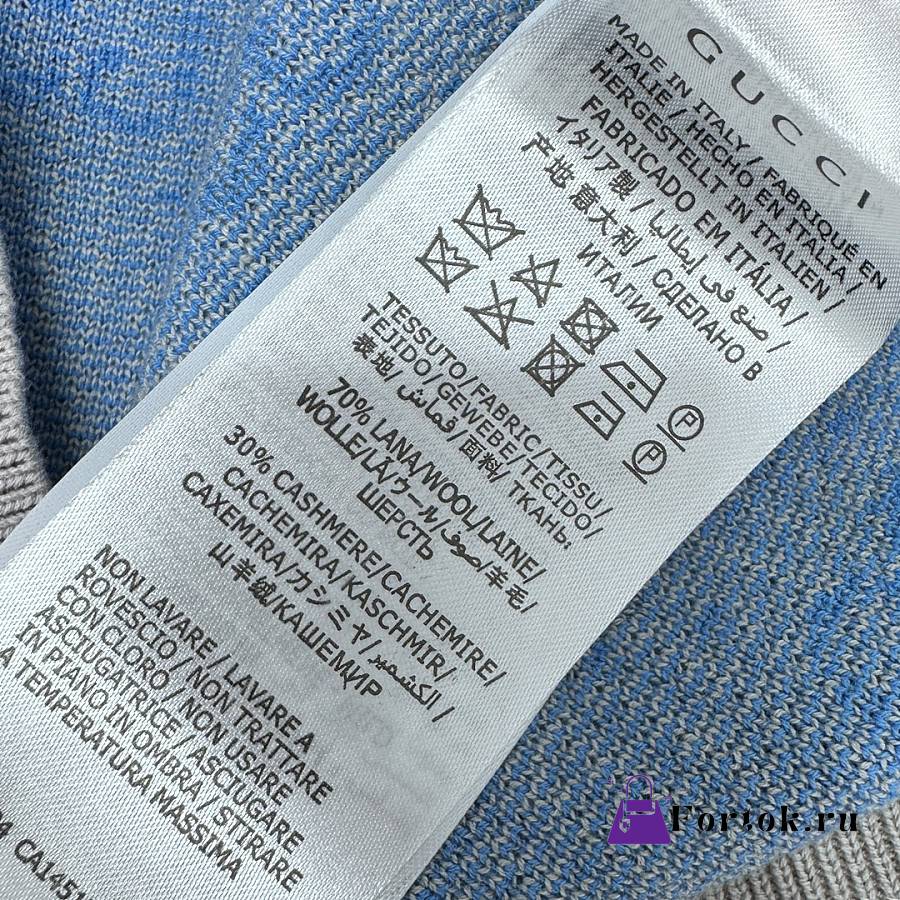 GUCCI
MADE IN ITALY / FABRIQUÉ EN
ITALIE / HECHO EN ITALIA /
HERGESTELLT IN ITALIEN /
FABRICADO EM ITÁLIA /
イタリア製 / صنع في إيطاليا /
产地 意大利 / СДЕЛАНО В
ИТАЛИИ
P
P
TESSUTO/FABRIC/TISSU/
TEJIDO/GEWEBE/TECIDO/
表地/قماش/面料/ТКАНЬ:
70% LANA/WOOL/LAINE/
WOLLE/LÃ/ウール/صوف/羊毛/
ШЕРСТЬ
30% CASHMERE/CACHEMIRE/
CACHEMIRA/KASCHMIR/
CAXEMIRA/カシミヤ/الكشمير/
山羊绒/КАШЕМИР
NON LAVARE / LAVARE A
ROVESCIO / NON TRATTARE
CON CLORO / NON USARE
ASCIUGATRICE / ASCIUGARE
IN PIANO IN OMBRA / STIRARE
A TEMPERATURA MASSIMA
Fortok.ru